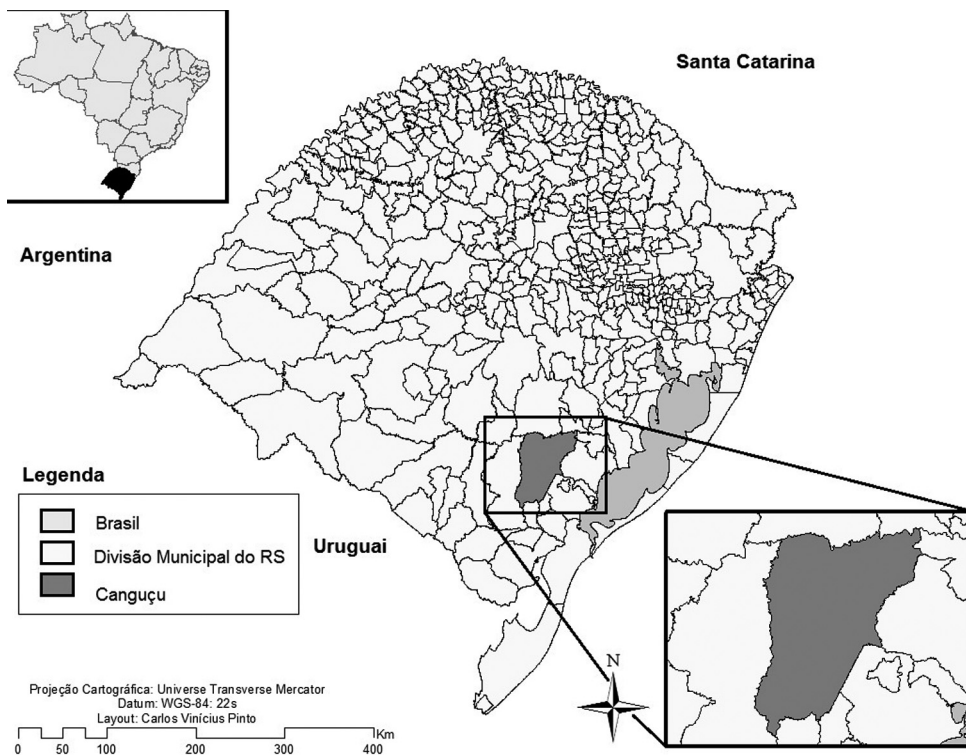 Santa Catarina
Argentina
Legenda
Brasil
Divisão Municipal do RS
Canguçu
Uruguai
N
Projeção Cartográfica: Universe Transverse Mercator
Datum: WGS-84: 22s
Layout: Carlos Vinícius Pinto
Km
0 25 50 100 200 300 400